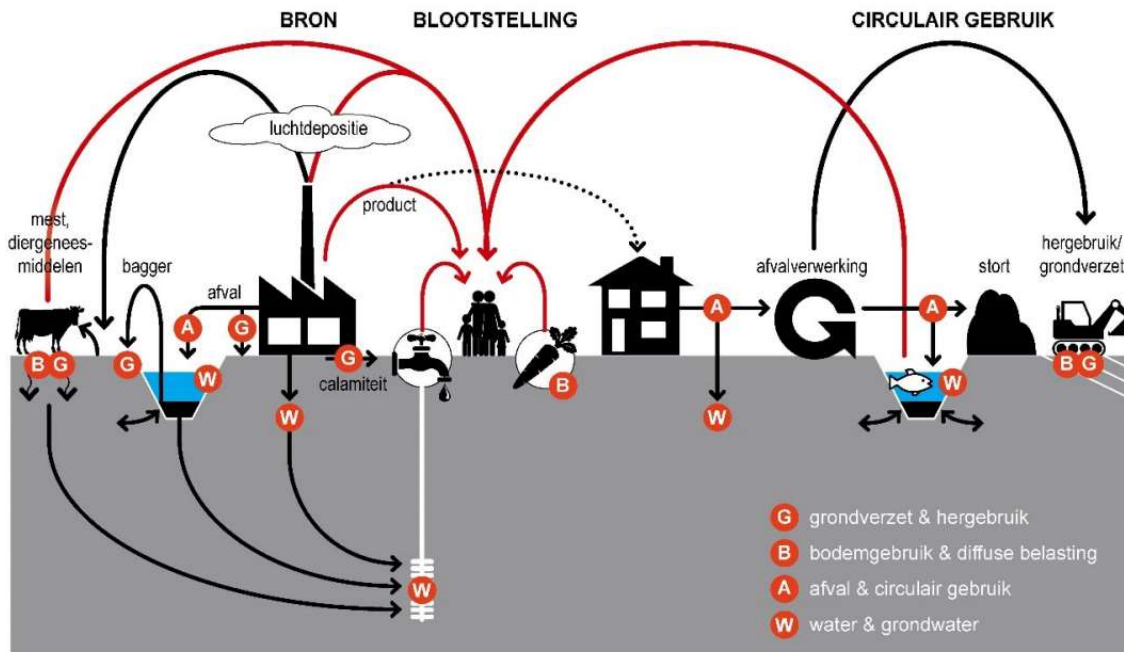 BRON
BLOOTSTELLING
CIRCULAIR GEBRUIK
luchtdepositie
product
mest,
diergenees-
middelen
bagger
afval
afvalverwerking
stort
hergebruik/
grondverzet
A
G
A
A
B G
G
W
G
calamiteit
B
W
B G
W
W
W
G grondverzet & hergebruik
B bodemgebruik & diffuse belasting
A afval & circulair gebruik
W water & grondwater